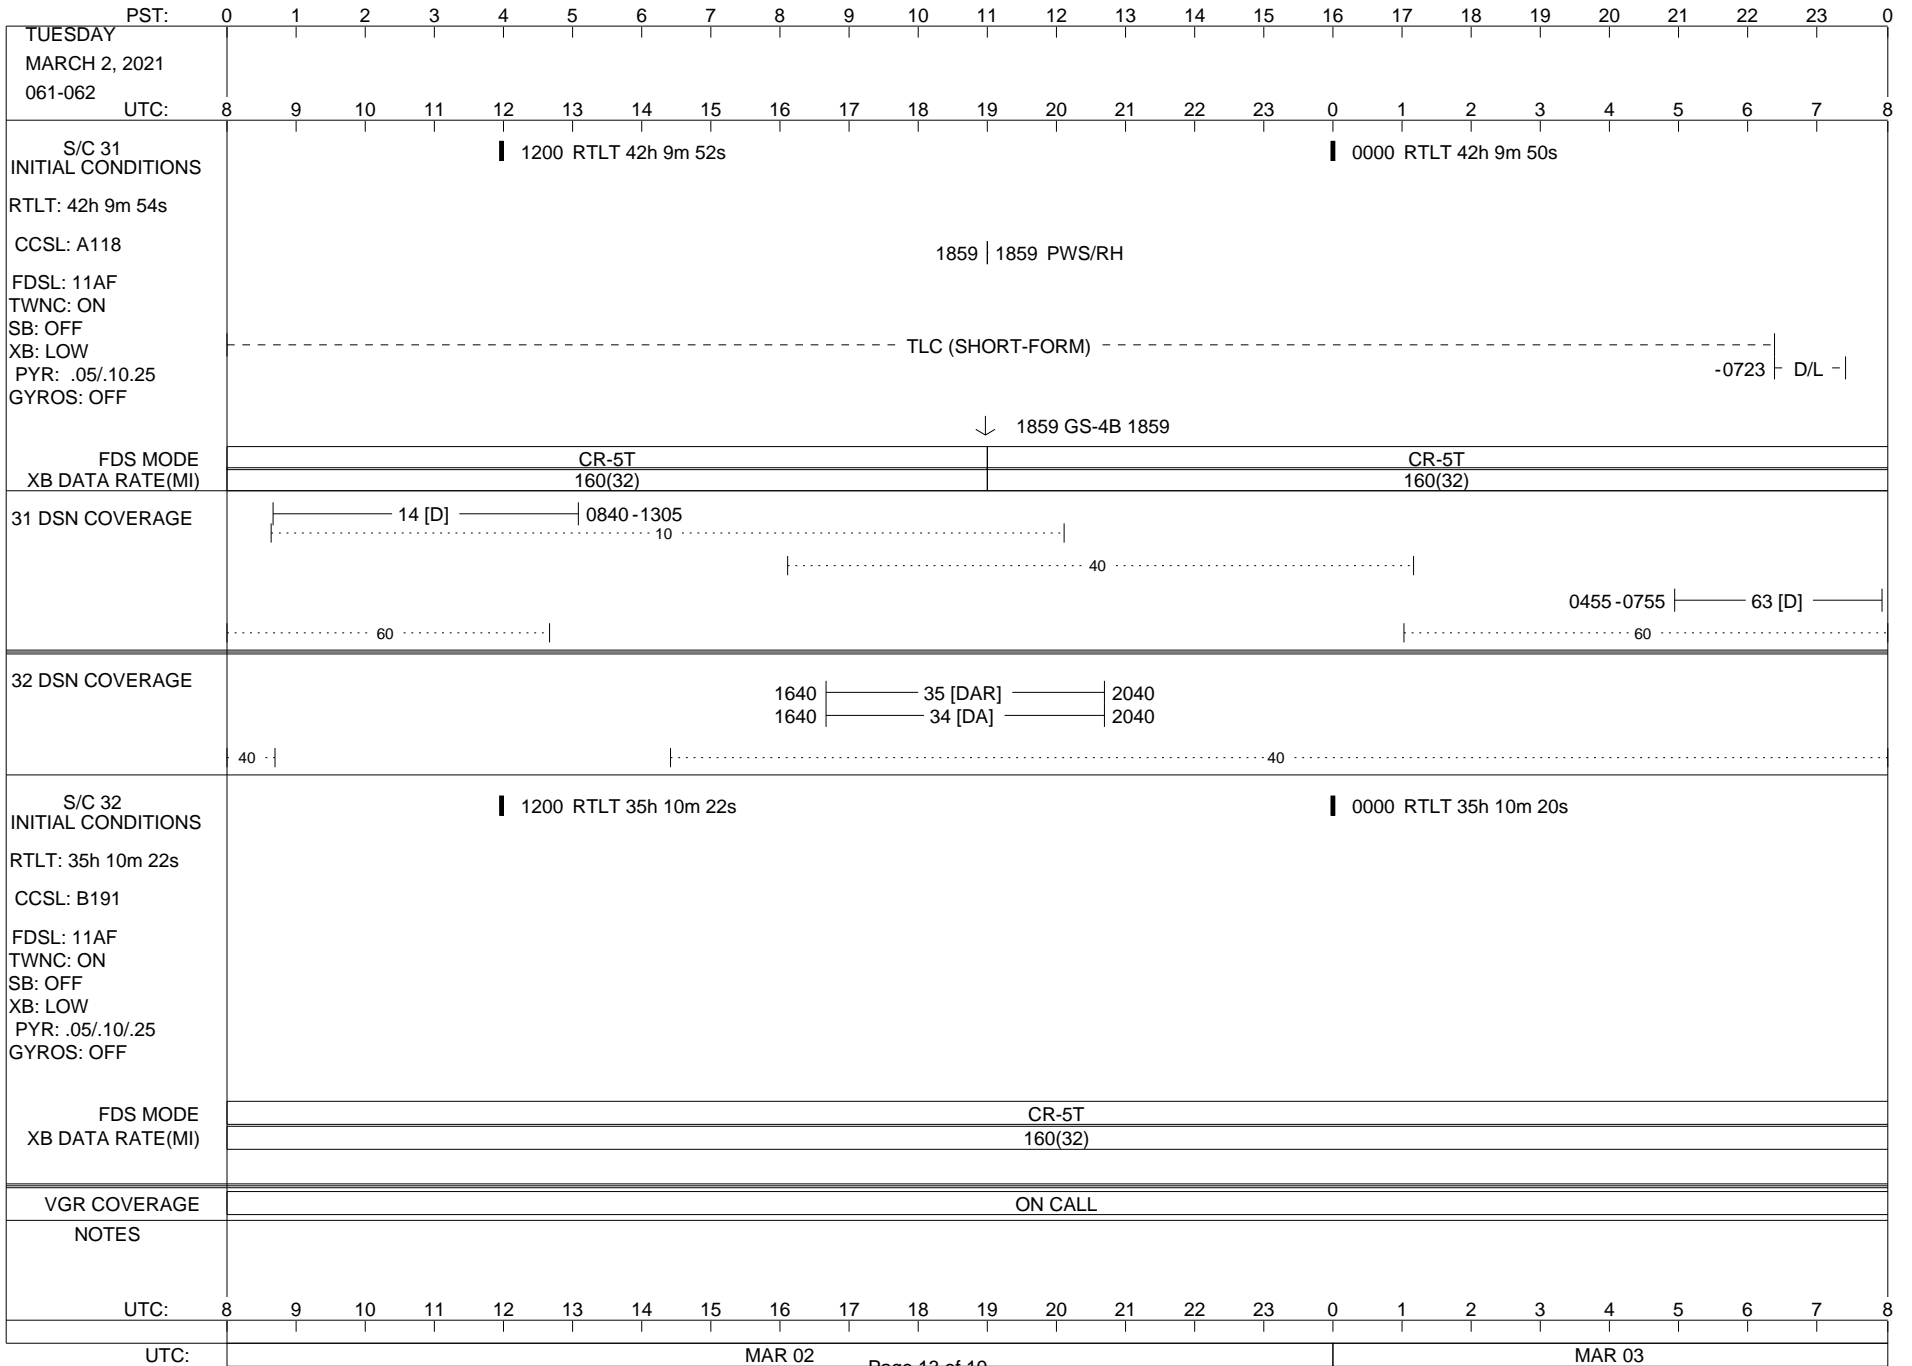 PST: 0 1 2 3 4 5 6 7 8 9 10 11 12 13 14 15 16 17 18 19 20 21 22 23 0
TUESDAY
MARCH 2, 2021
061-062
UTC: 8 9 10 11 12 13 14 15 16 17 18 19 20 21 22 23 0 1 2 3 4 5 6 7 8
S/C 31
INITIAL CONDITIONS
1200 RTLT 42h 9m 52s
0000 RTLT 42h 9m 50s
RTLT: 42h 9m 54s
CCSL: A118
1859 1859 PWS/RH
FDSL: 11AF
TWNC: ON
SB: OFF
XB: LOW
TLC (SHORT-FORM)
PYR: .05/.10.25
-0723 D/L
GYROS: OFF
1859 GS-4B 1859
FDS MODE CR-5T CR-5T
XB DATA RATE(MI) 160(32) 160(32)
31 DSN COVERAGE
14 [D] 0840-1305
10
40
0455-0755 63 [D]
60 60
32 DSN COVERAGE
1640 35 [DAR] 2040
1640 34 [DA] 2040
40 40
S/C 32
INITIAL CONDITIONS
1200 RTLT 35h 10m 22s
0000 RTLT 35h 10m 20s
RTLT: 35h 10m 22s
CCSL: B191
FDSL: 11AF
TWNC: ON
SB: OFF
XB: LOW
PYR: .05/.10/.25
GYROS: OFF
FDS MODE CR-5T
XB DATA RATE(MI) 160(32)
VGR COVERAGE ON CALL
NOTES
UTC: 8 9 10 11 12 13 14 15 16 17 18 19 20 21 22 23 0 1 2 3 4 5 6 7 8
UTC: MAR 02 MAR 03
Page 13 of 19